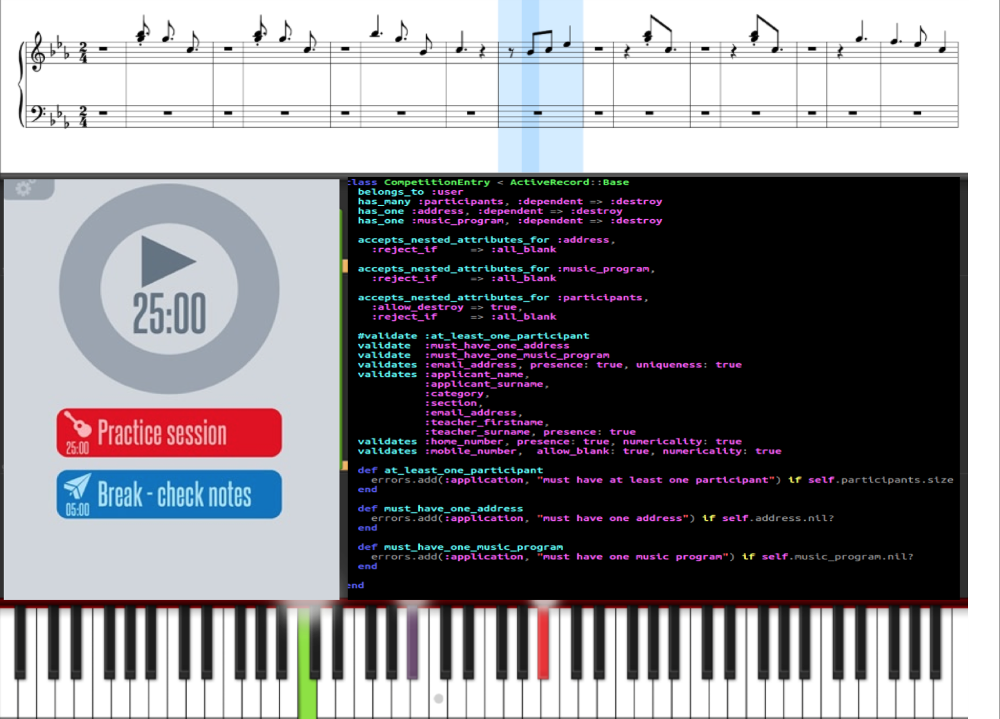 2
4
2
4
25:00
Practice session
25:00
Break - check notes
05:00
class CompetitionEntry < ActiveRecord::Base
belongs_to :user
has_many :participants, :dependent => :destroy
has_one :address, :dependent => :destroy
has_one :music_program, :dependent => :destroy
accepts_nested_attributes_for :address,
:reject_if => :all_blank
accepts_nested_attributes_for :music_program,
:reject_if => :all_blank
accepts_nested_attributes_for :participants,
:allow_destroy => true,
:reject_if => :all_blank
#validate :at_least_one_participant
validate :must_have_one_address
validate :must_have_one_music_program
validates :email_address, presence: true, uniqueness: true
validates :applicant_name,
:applicant_surname,
:category,
:section,
:email_address,
:teacher_firstname,
:teacher_surname, presence: true
validates :home_number, presence: true, numericality: true
validates :mobile_number, allow_blank: true, numericality: true
def at_least_one_participant
errors.add(:application, "must have at least one participant") if self.participants.size
end
def must_have_one_address
errors.add(:application, "must have one address") if self.address.nil?
end
def must_have_one_music_program
errors.add(:application, "must have one music program") if self.music_program.nil?
end
end